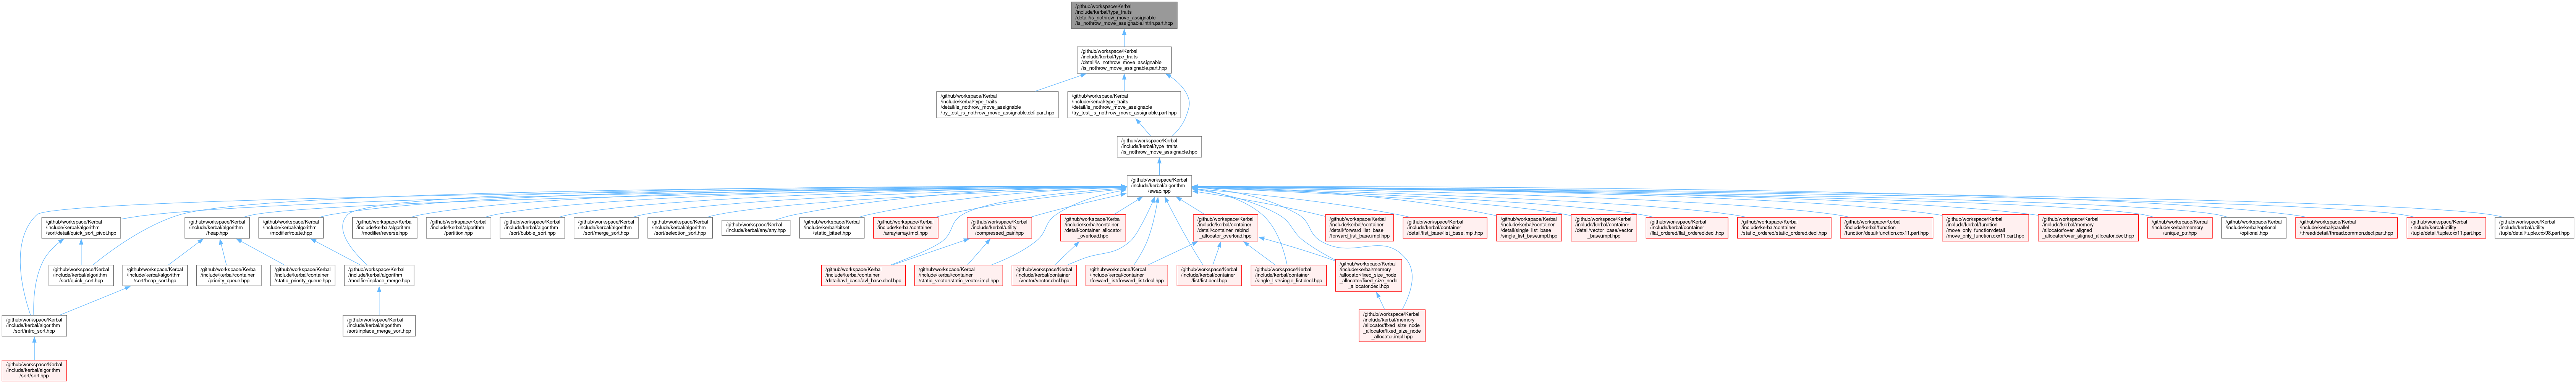 /github/workspace/Kerbal
/include/kerbal/type_traits
/detail/is_nothrow_move_assignable
/is_nothrow_move_assignable.intrin.part.hpp
/github/workspace/Kerbal
/include/kerbal/type_traits
/detail/is_nothrow_move_assignable
/is_nothrow_move_assignable.part.hpp
/github/workspace/Kerbal
/include/kerbal/type_traits
/detail/is_nothrow_move_assignable
/try_test_is_nothrow_move_assignable.defl.part.hpp
/github/workspace/Kerbal
/include/kerbal/type_traits
/detail/is_nothrow_move_assignable
/try_test_is_nothrow_move_assignable.part.hpp
/github/workspace/Kerbal
/include/kerbal/type_traits
/is_nothrow_move_assignable.hpp
/github/workspace/Kerbal
/include/kerbal/algorithm
/swap.hpp
/github/workspace/Kerbal
/include/kerbal/algorithm
/sort/detail/quick_sort_pivot.hpp
/github/workspace/Kerbal
/include/kerbal/algorithm
/heap.hpp
/github/workspace/Kerbal
/include/kerbal/algorithm
/modifier/rotate.hpp
/github/workspace/Kerbal
/include/kerbal/algorithm
/modifier/reverse.hpp
/github/workspace/Kerbal
/include/kerbal/algorithm
/partition.hpp
/github/workspace/Kerbal
/include/kerbal/algorithm
/sort/bubble_sort.hpp
/github/workspace/Kerbal
/include/kerbal/algorithm
/sort/merge_sort.hpp
/github/workspace/Kerbal
/include/kerbal/algorithm
/sort/selection_sort.hpp
/github/workspace/Kerbal
/include/kerbal/any/any.hpp
/github/workspace/Kerbal
/include/kerbal/bitset
/static_bitset.hpp
/github/workspace/Kerbal
/include/kerbal/container
/array/array.impl.hpp
/github/workspace/Kerbal
/include/kerbal/utility
/compressed_pair.hpp
/github/workspace/Kerbal
/include/kerbal/container
/detail/container_allocator
_overload.hpp
/github/workspace/Kerbal
/include/kerbal/container
/detail/container_rebind
_allocator_overload.hpp
/github/workspace/Kerbal
/include/kerbal/container
/detail/forward_list_base
/forward_list_base.impl.hpp
/github/workspace/Kerbal
/include/kerbal/container
/detail/list_base/list_base.impl.hpp
/github/workspace/Kerbal
/include/kerbal/container
/detail/single_list_base
/single_list_base.impl.hpp
/github/workspace/Kerbal
/include/kerbal/container
/detail/vector_base/vector
_base.impl.hpp
/github/workspace/Kerbal
/include/kerbal/container
/flat_ordered/flat_ordered.decl.hpp
/github/workspace/Kerbal
/include/kerbal/container
/static_ordered/static_ordered.decl.hpp
/github/workspace/Kerbal
/include/kerbal/function
/function/detail/function.cxx11.part.hpp
/github/workspace/Kerbal
/include/kerbal/function
/move_only_function/detail
/move_only_function.cxx11.part.hpp
/github/workspace/Kerbal
/include/kerbal/memory
/allocator/over_aligned
_allocator/over_aligned_allocator.decl.hpp
/github/workspace/Kerbal
/include/kerbal/memory
/unique_ptr.hpp
/github/workspace/Kerbal
/include/kerbal/optional
/optional.hpp
/github/workspace/Kerbal
/include/kerbal/parallel
/thread/detail/thread.common.decl.part.hpp
/github/workspace/Kerbal
/include/kerbal/utility
/tuple/detail/tuple.cxx11.part.hpp
/github/workspace/Kerbal
/include/kerbal/utility
/tuple/detail/tuple.cxx98.part.hpp
/github/workspace/Kerbal
/include/kerbal/algorithm
/sort/quick_sort.hpp
/github/workspace/Kerbal
/include/kerbal/algorithm
/sort/heap_sort.hpp
/github/workspace/Kerbal
/include/kerbal/container
/priority_queue.hpp
/github/workspace/Kerbal
/include/kerbal/container
/static_priority_queue.hpp
/github/workspace/Kerbal
/include/kerbal/algorithm
/modifier/inplace_merge.hpp
/github/workspace/Kerbal
/include/kerbal/container
/detail/avl_base/avl_base.decl.hpp
/github/workspace/Kerbal
/include/kerbal/container
/static_vector/static_vector.impl.hpp
/github/workspace/Kerbal
/include/kerbal/container
/vector/vector.decl.hpp
/github/workspace/Kerbal
/include/kerbal/container
/forward_list/forward_list.decl.hpp
/github/workspace/Kerbal
/include/kerbal/container
/list/list.decl.hpp
/github/workspace/Kerbal
/include/kerbal/container
/single_list/single_list.decl.hpp
/github/workspace/Kerbal
/include/kerbal/memory
/allocator/fixed_size_node
_allocator/fixed_size_node
_allocator.decl.hpp
/github/workspace/Kerbal
/include/kerbal/algorithm
/sort/intro_sort.hpp
/github/workspace/Kerbal
/include/kerbal/algorithm
/sort/inplace_merge_sort.hpp
/github/workspace/Kerbal
/include/kerbal/memory
/allocator/fixed_size_node
_allocator/fixed_size_node
_allocator.impl.hpp
/github/workspace/Kerbal
/include/kerbal/algorithm
/sort/sort.hpp